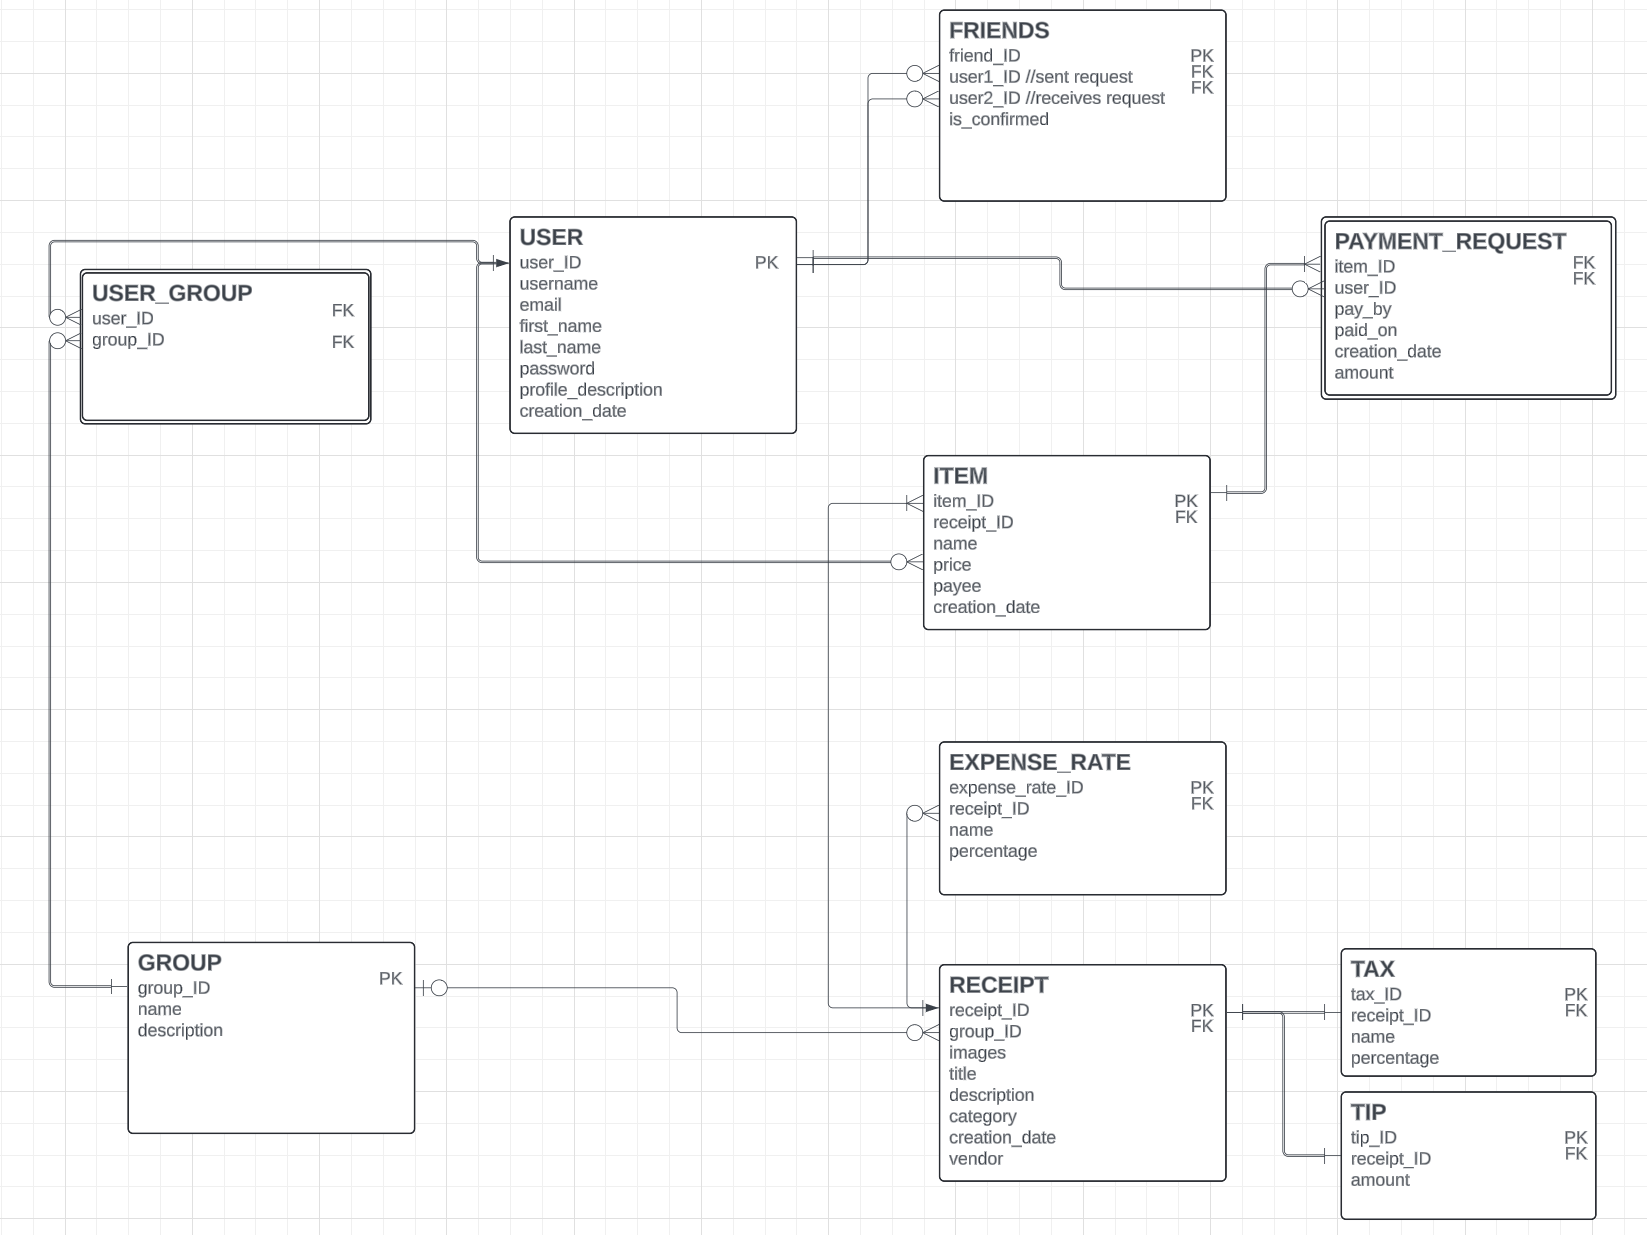 FRIENDS
friend_ID PK
user1_ID //sent request FK
user2_ID //receives request FK
is_confirmed
USER
user_ID PK
username
email
first_name
last_name
password
profile_description
creation_date
PAYMENT_REQUEST
item_ID FK
user_ID FK
pay_by
paid_on
creation_date
amount
USER_GROUP
user_ID FK
group_ID FK
ITEM
item_ID PK
receipt_ID FK
name
price
payee
creation_date
EXPENSE_RATE
expense_rate_ID PK
receipt_ID FK
name
percentage
GROUP
group_ID PK
name
description
RECEIPT
receipt_ID PK
group_ID FK
images
title
description
category
creation_date
vendor
TAX
tax_ID PK
receipt_ID FK
name
percentage
TIP
tip_ID PK
receipt_ID FK
amount